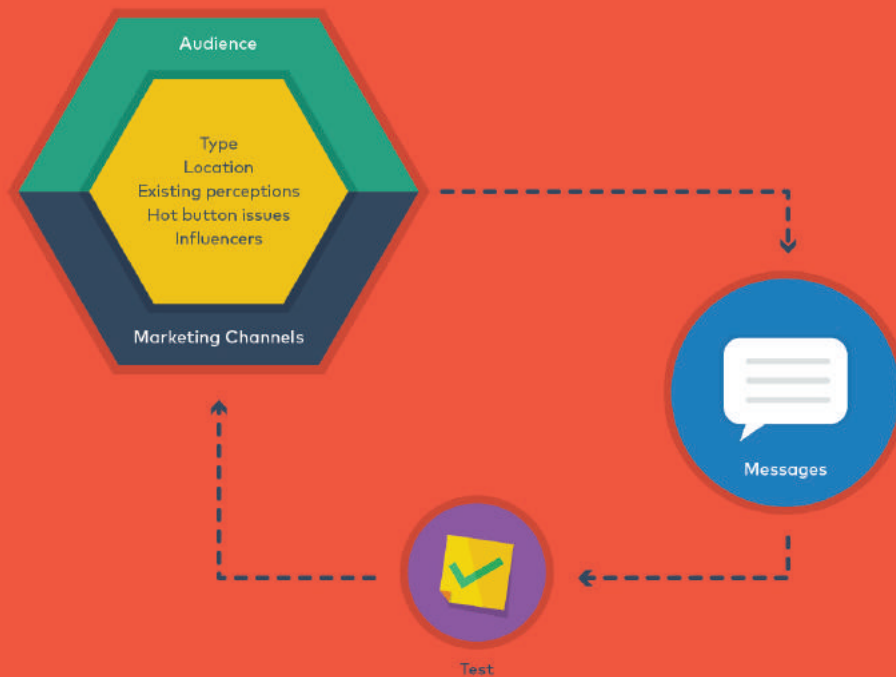 Audience
Type
Location
Existing perceptions
Hot button issues
Influencers
Marketing Channels
Messages
Test